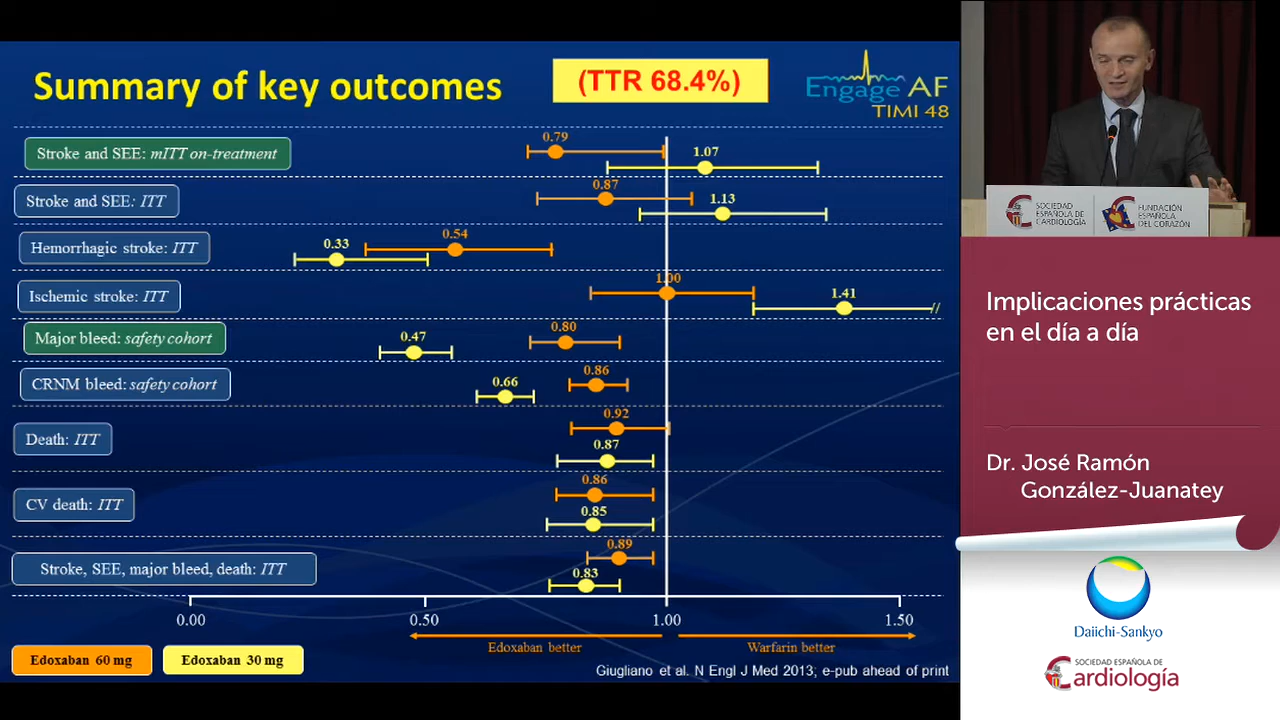 Summary of key outcomes
(TTR 68.4%)
Engage AF
TIMI 48
Stroke and SEE: mITT on-treatment
0.79
1.07
Stroke and SEE: ITT
0.87
1.13
Hemorrhagic stroke: ITT
0.33
0.54
Ischemic stroke: ITT
1.00
1.41
Major bleed: safety cohort
0.47
0.80
CRNM bleed: safety cohort
0.66
0.86
Death: ITT
0.92
0.87
CV death: ITT
0.86
0.85
Stroke, SEE, major bleed, death: ITT
0.89
0.83
0.00
0.50
1.00
1.50
Edoxaban better
Warfarin better
Edoxaban 60 mg
Edoxaban 30 mg
Giugliano et al. N Engl J Med 2013; e-pub ahead of print
SOCIEDAD
ESPAÑOLA DE
CARDIOLOGÍA
FUNDACIÓN
ESPAÑOLA
DEL CORAZÓN
Implicaciones prácticas
en el día a día
Dr. José Ramón
González-Juanatey
Daiichi-Sankyo
SOCIEDAD ESPAÑOLA DE
Cardiología